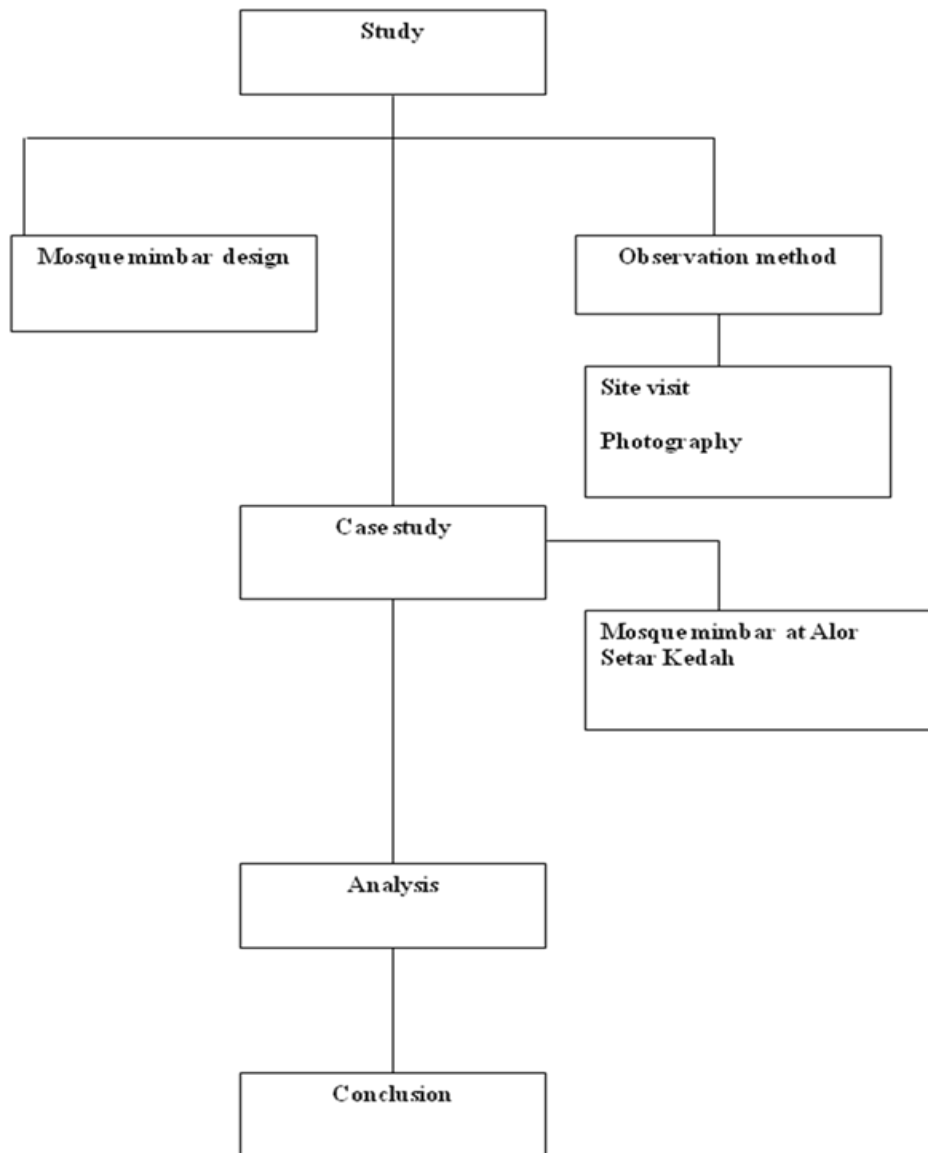 Study
Mosque mimbar design
Observation method
Site visit
Photography
Case study
Mosque mimbar at Alor
Setar Kedah
Analysis
Conclusion